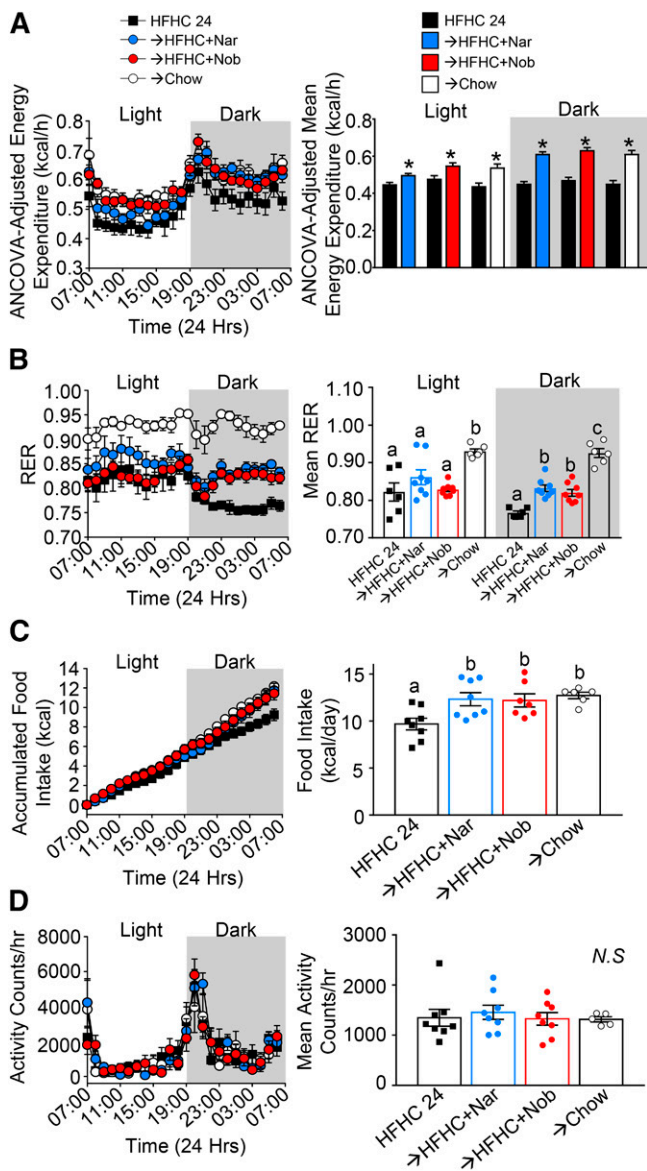 A
HFHC 24
→HFHC+Nar
→HFHC+Nob
→Chow
HFHC 24
→HFHC+Nar
→HFHC+Nob
→Chow
ANCOVA-Adjusted Energy
Expenditure (kcal/h)
0.8
0.7
0.6
0.5
0.4
0.3
Light
Dark
07:00
11:00
15:00
19:00
23:00
03:00
07:00
Time (24 Hrs)
ANCOVA-Adjusted Mean
Energy Expenditure (kcal/h)
0.8
0.6
0.4
0.2
0.0
Light
Dark
* * * * * *
B
RER
1.00
0.95
0.90
0.85
0.80
0.75
Light
Dark
07:00
11:00
15:00
19:00
23:00
03:00
07:00
Time (24 Hrs)
Mean RER
1.10
1.00
0.90
0.80
0.70
Light
Dark
a a a b a b b c
HFHC 24
→HFHC+Nar
→HFHC+Nob
→Chow
HFHC 24
→HFHC+Nar
→HFHC+Nob
→Chow
C
Accumulated Food
Intake (kcal)
14
12
10
8
6
4
2
0
Light
Dark
07:00
11:00
15:00
19:00
23:00
03:00
07:00
Time (24 Hrs)
Food Intake
(kcal/day)
20
15
10
5
0
a b b b
HFHC 24
→HFHC+Nar
→HFHC+Nob
→Chow
D
Activity Counts/hr
8000
6000
4000
2000
0
Light
Dark
07:00
11:00
15:00
19:00
23:00
03:00
07:00
Time (24 Hrs)
Mean Activity
Counts/hr
3000
2000
1000
0
N.S
HFHC 24
→HFHC+Nar
→HFHC+Nob
→Chow